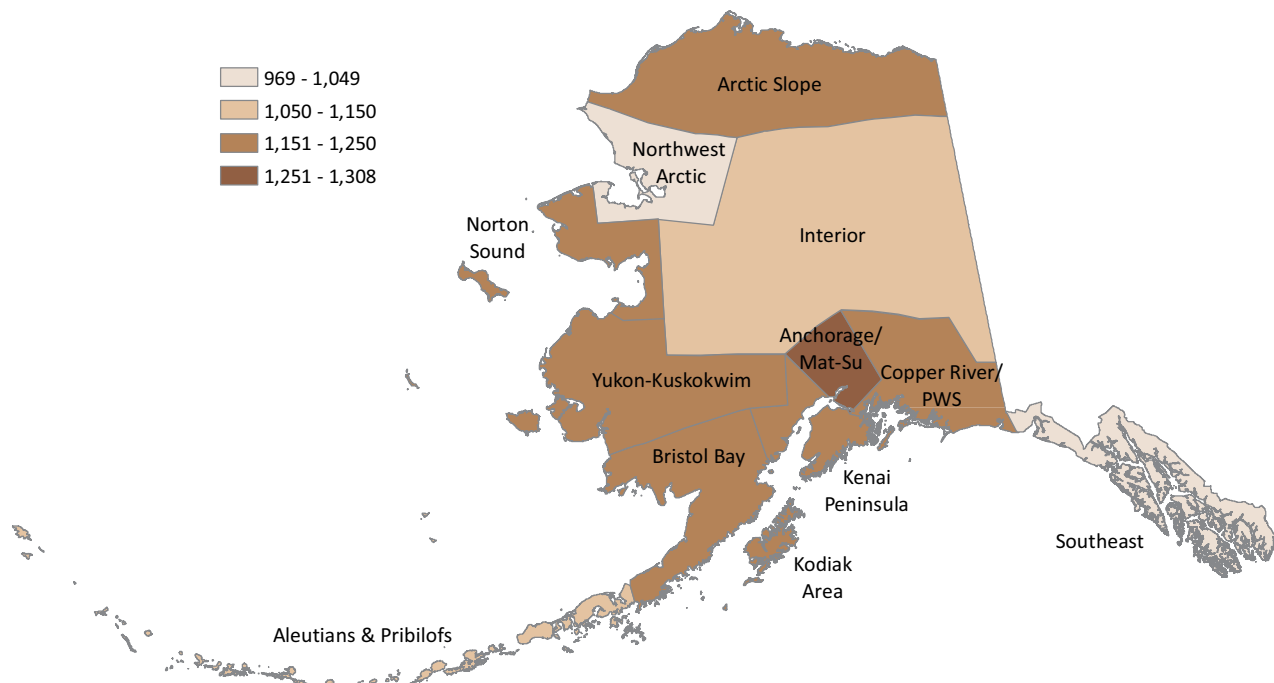 969 - 1,049
1,050 - 1,150
1,151 - 1,250
1,251 - 1,308
Arctic Slope
Northwest
Arctic
Norton
Sound
Interior
Anchorage/
Mat-Su
Copper River/
PWS
Yukon-Kuskokwim
Bristol Bay
Kenai
Peninsula
Southeast
Kodiak
Area
Aleutians & Pribilofs